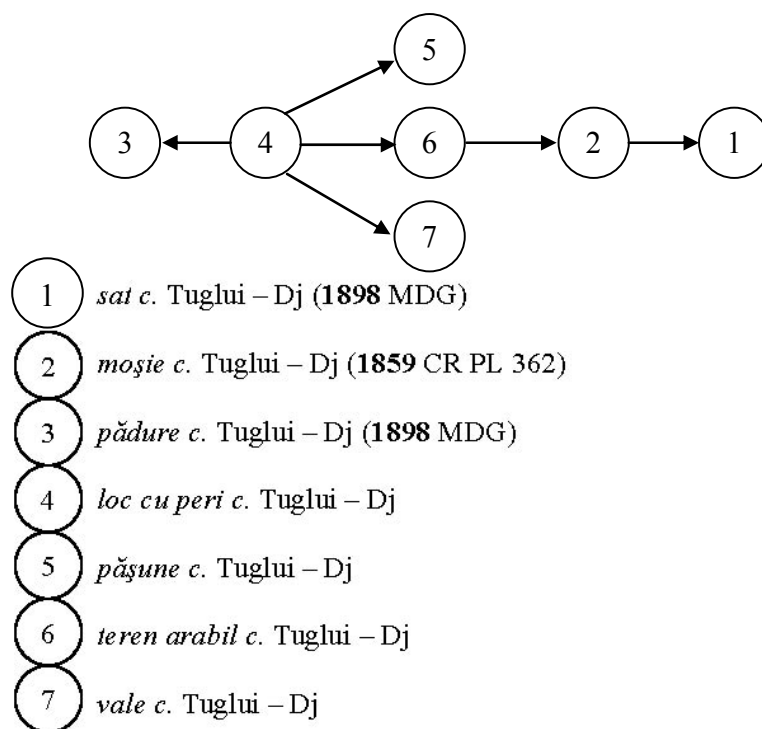 5
3 4 6 2 1
7
1 sat c. Tuglui – Dj (1898 MDG)
2 moşie c. Tuglui – Dj (1859 CR PL 362)
3 pădure c. Tuglui – Dj (1898 MDG)
4 loc cu peri c. Tuglui – Dj
5 păşune c. Tuglui – Dj
6 teren arabil c. Tuglui – Dj
7 vale c. Tuglui – Dj